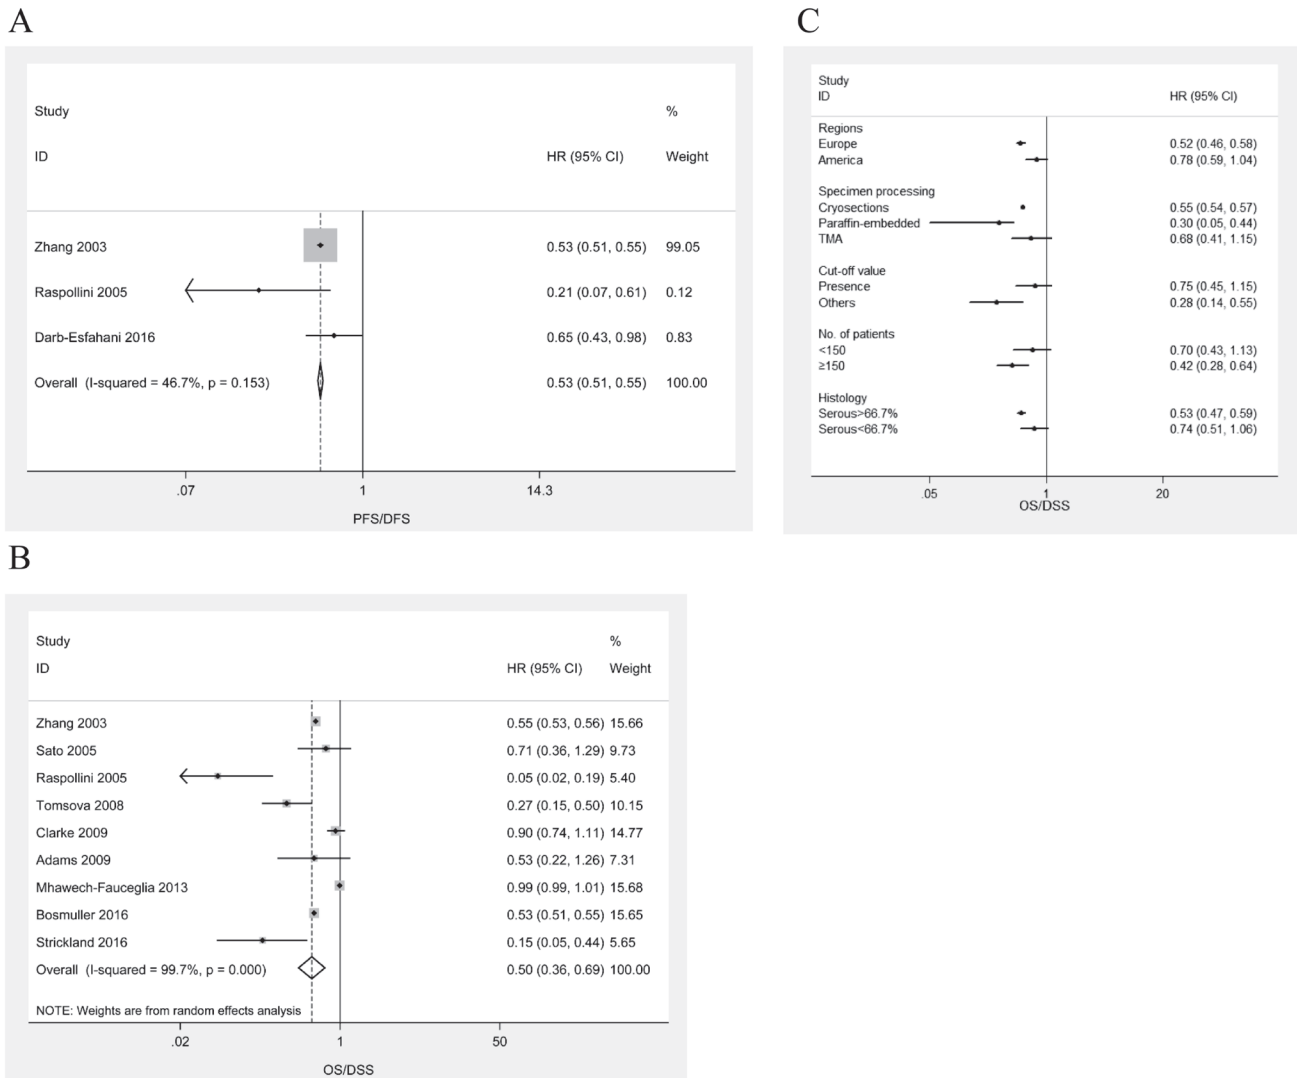 A
Study %
ID HR (95% CI) Weight
Zhang 2003 0.53 (0.51, 0.55) 99.05
Raspollini 2005 0.21 (0.07, 0.61) 0.12
Darb-Esfahani 2016 0.65 (0.43, 0.98) 0.83
Overall (I-squared = 46.7%, p = 0.153) 0.53 (0.51, 0.55) 100.00
.07 1 14.3
PFS/DFS
C
Study
ID HR (95% CI)
Regions
Europe 0.52 (0.46, 0.58)
America 0.78 (0.59, 1.04)
Specimen processing
Cryosections 0.55 (0.54, 0.57)
Paraffin-embedded 0.30 (0.05, 0.44)
TMA 0.68 (0.41, 1.15)
Cut-off value
Presence 0.75 (0.45, 1.15)
Others 0.28 (0.14, 0.55)
No. of patients
<150 0.70 (0.43, 1.13)
≥150 0.42 (0.28, 0.64)
Histology
Serous>66.7% 0.53 (0.47, 0.59)
Serous<66.7% 0.74 (0.51, 1.06)
.05 1 20
OS/DSS
B
Study %
ID HR (95% CI) Weight
Zhang 2003 0.55 (0.53, 0.56) 15.66
Sato 2005 0.71 (0.36, 1.29) 9.73
Raspollini 2005 0.05 (0.02, 0.19) 5.40
Tomsova 2008 0.27 (0.15, 0.50) 10.15
Clarke 2009 0.90 (0.74, 1.11) 14.77
Adams 2009 0.53 (0.22, 1.26) 7.31
Mhawech-Fauceglia 2013 0.99 (0.99, 1.01) 15.68
Bosmuller 2016 0.53 (0.51, 0.55) 15.65
Strickland 2016 0.15 (0.05, 0.44) 5.65
Overall (I-squared = 99.7%, p = 0.000) 0.50 (0.36, 0.69) 100.00
NOTE: Weights are from random effects analysis
.02 1 50
OS/DSS